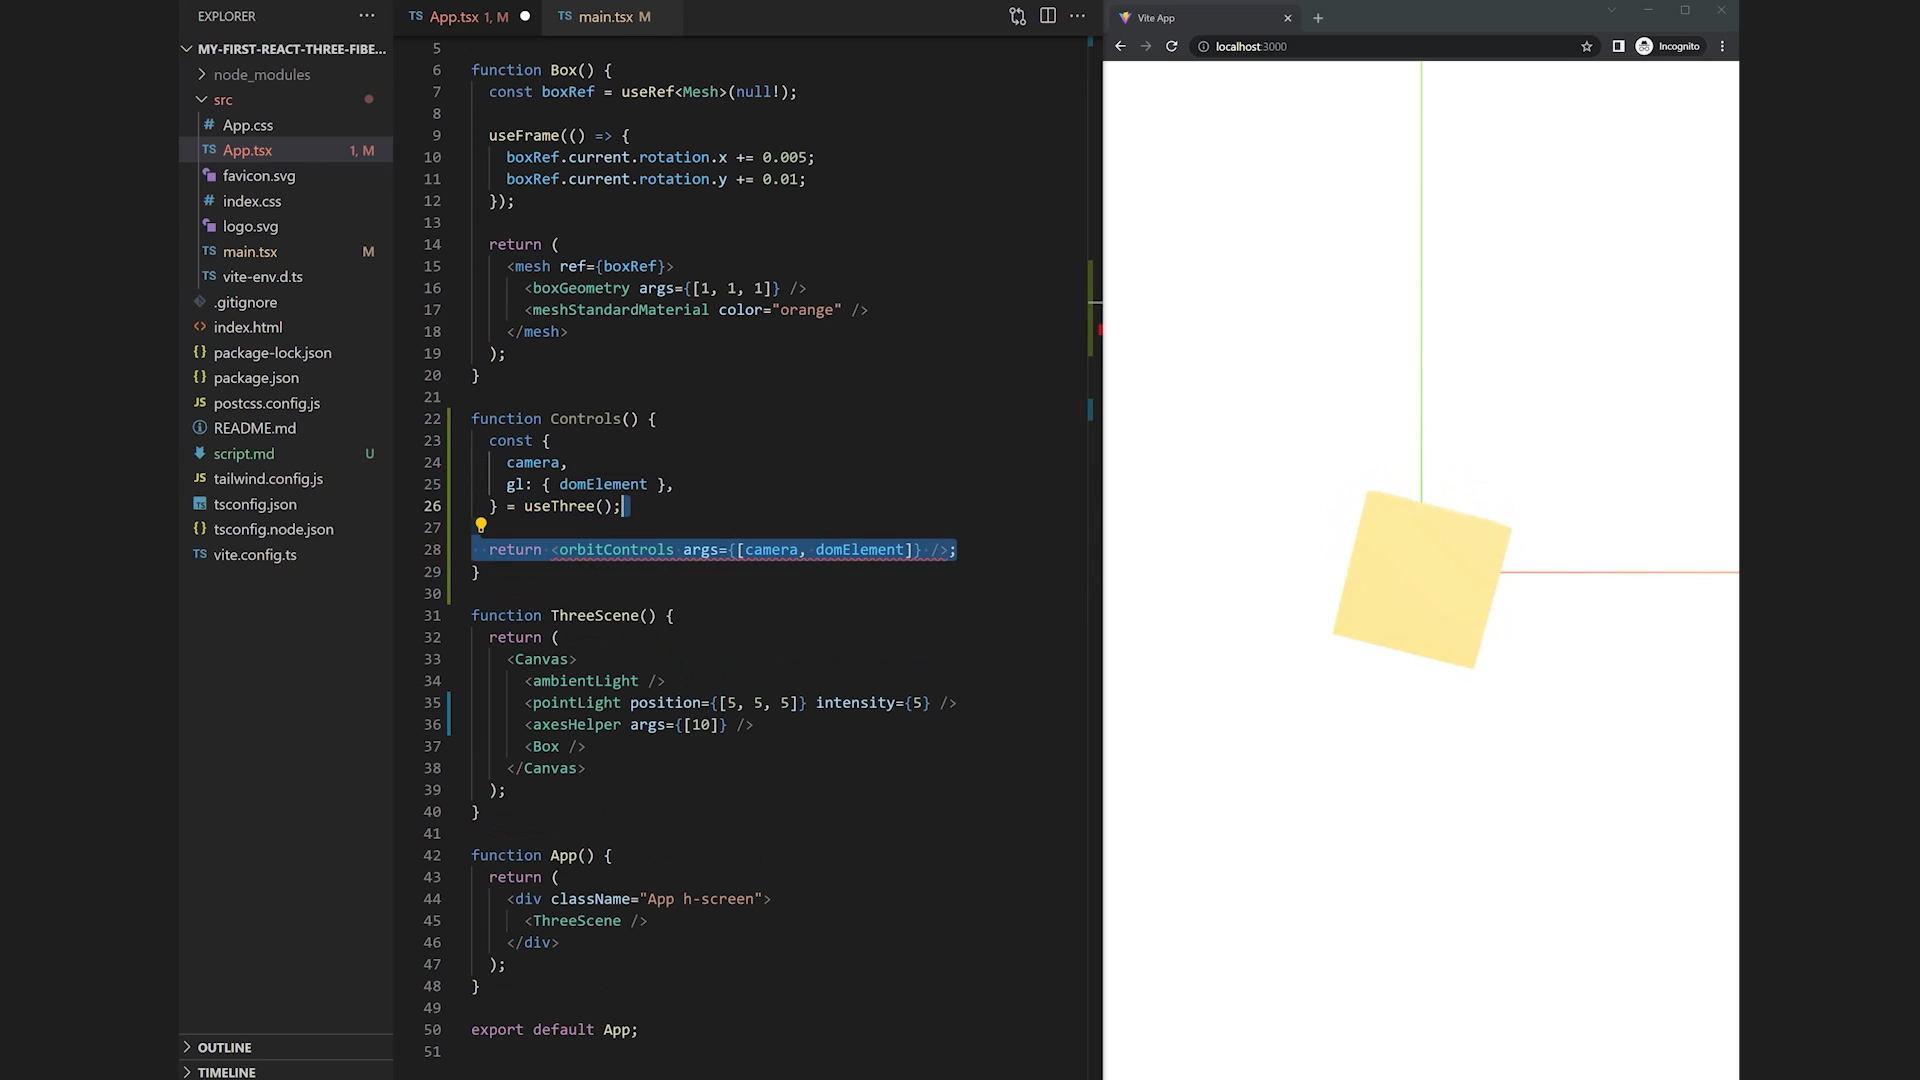 EXPLORER
MY-FIRST-REACT-THREE-FIBE...
node_modules
src
# App.css
TS App.tsx 1, M
favicon.svg
# index.css
logo.svg
TS main.tsx M
TS vite-env.d.ts
.gitignore
<> index.html
{} package-lock.json
{} package.json
JS postcss.config.js
README.md
script.md U
JS tailwind.config.js
TS tsconfig.json
{} tsconfig.node.json
TS vite.config.ts
OUTLINE
TIMELINE
TS App.tsx 1, M
TS main.tsx M
5
6 function Box() {
7 const boxRef = useRef<Mesh>(null!);
8
9 useFrame(() => {
10 boxRef.current.rotation.x += 0.005;
11 boxRef.current.rotation.y += 0.01;
12 });
13
14 return (
15 <mesh ref={boxRef}>
16 <boxGeometry args={[1, 1, 1]} />
17 <meshStandardMaterial color="orange" />
18 </mesh>
19 );
20 }
21
22 function Controls() {
23 const {
24 camera,
25 gl: { domElement },
26 } = useThree();
27
28 return <orbitControls args={[camera, domElement]} />;
29 }
30
31 function ThreeScene() {
32 return (
33 <Canvas>
34 <ambientLight />
35 <pointLight position={[5, 5, 5]} intensity={5} />
36 <axesHelper args={[10]} />
37 <Box />
38 </Canvas>
39 );
40 }
41
42 function App() {
43 return (
44 <div className="App h-screen">
45 <ThreeScene />
46 </div>
47 );
48 }
49
50 export default App;
51
Vite App
localhost:3000
Incognito